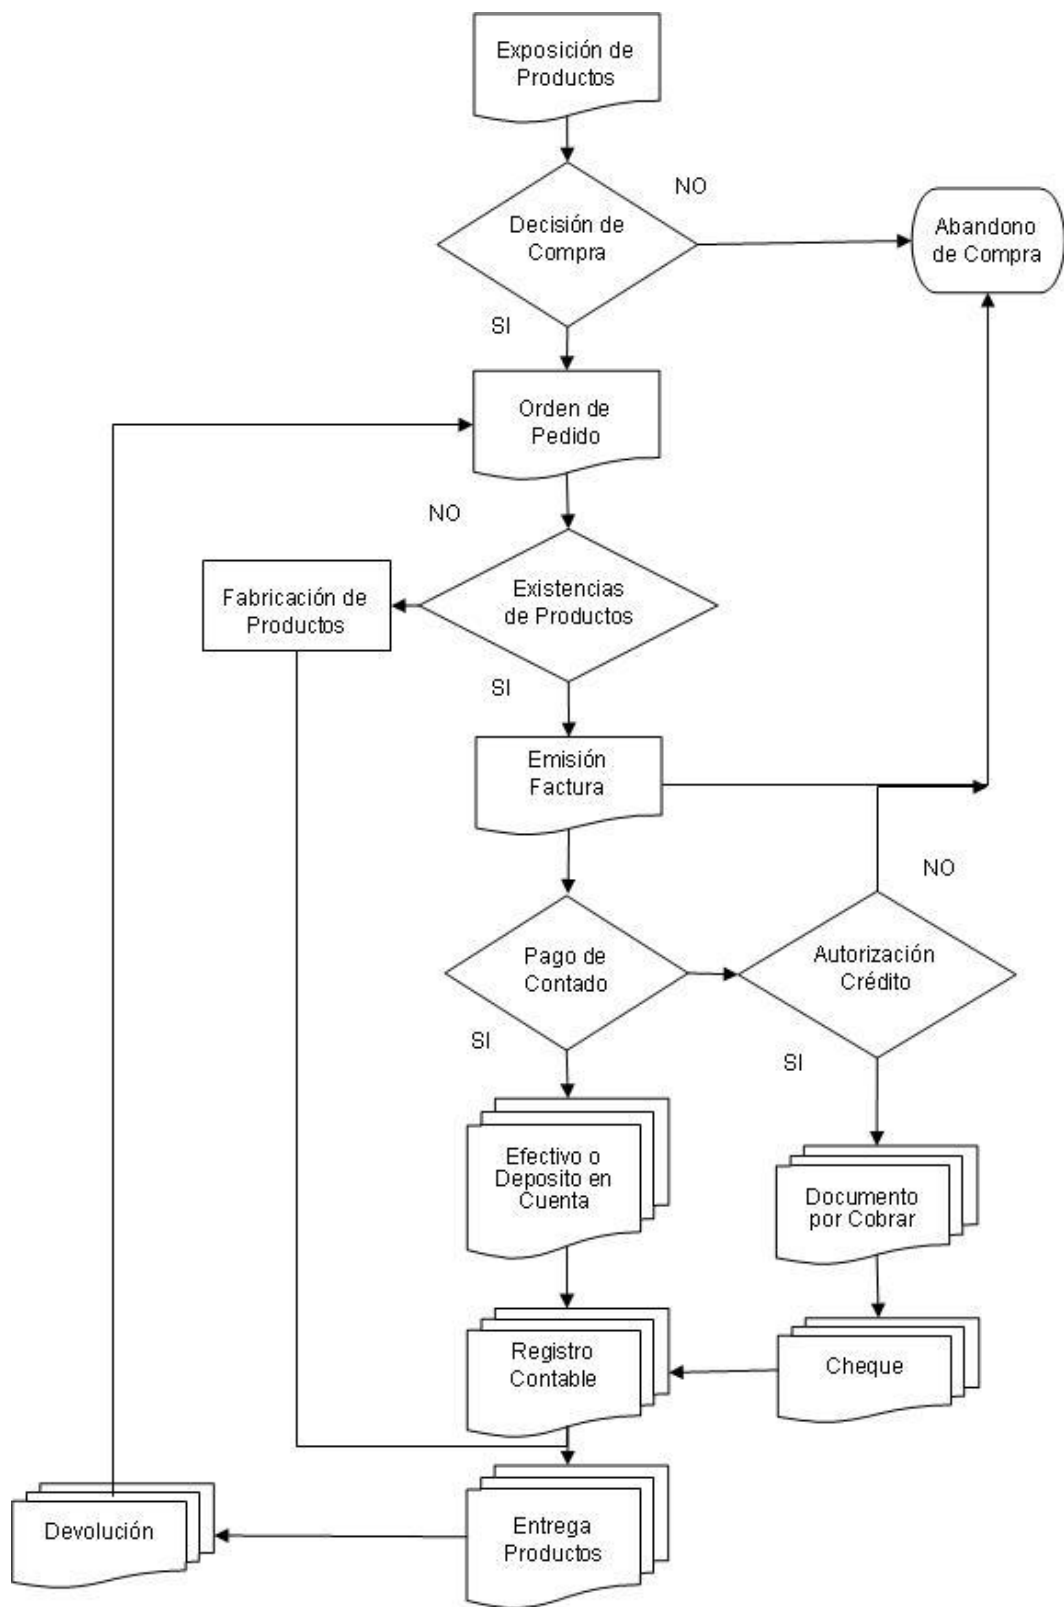 Exposición de
Productos
NO
Decisión de
Compra
Abandono
de Compra
SI
Orden de
Pedido
NO
Existencias
de Productos
Fabricación de
Productos
SI
Emisión
Factura
NO
Pago de
Contado
Autorización
Crédito
SI
SI
Efectivo o
Deposito en
Cuenta
Documento
por Cobrar
Registro
Contable
Cheque
Devolución
Entrega
Productos